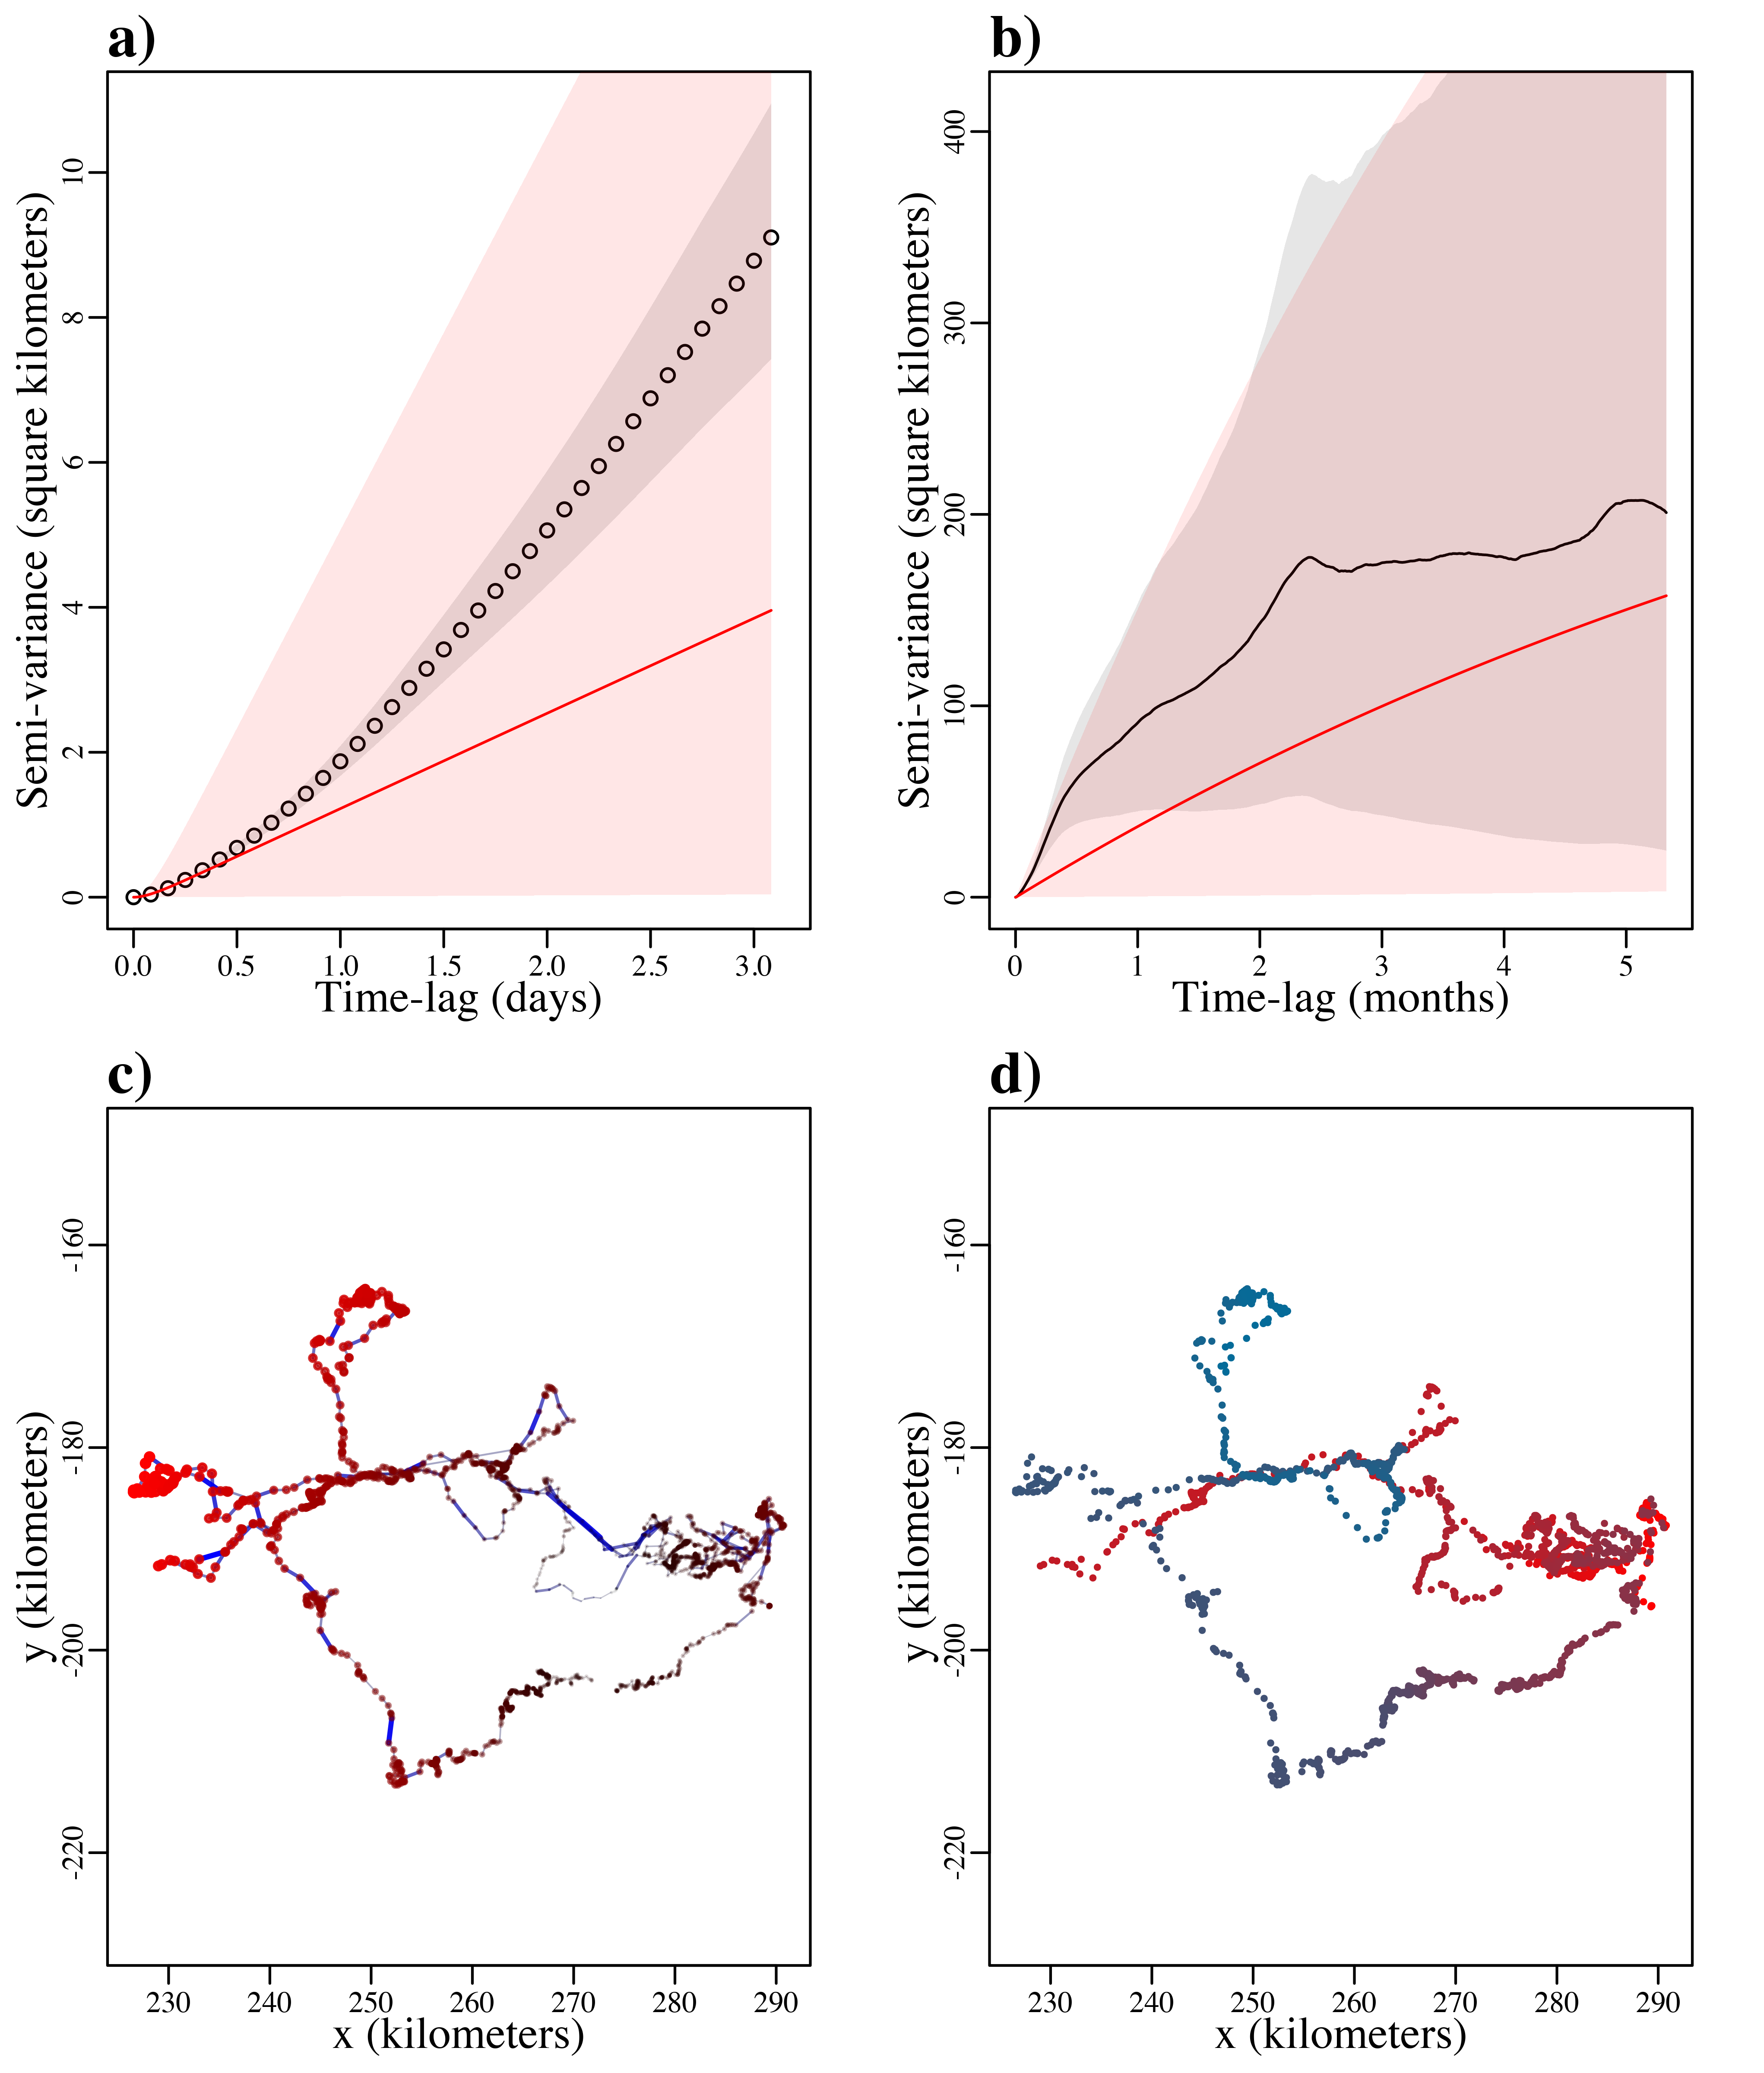 a)
Semi-variance (square kilometers)
10
8
6
4
2
0
0.0 0.5 1.0 1.5 2.0 2.5 3.0
Time-lag (days)
b)
Semi-variance (square kilometers)
400
300
200
100
0
0 1 2 3 4 5
Time-lag (months)
c)
y (kilometers)
-160
-180
-200
-220
230 240 250 260 270 280 290
x (kilometers)
d)
y (kilometers)
-160
-180
-200
-220
230 240 250 260 270 280 290
x (kilometers)